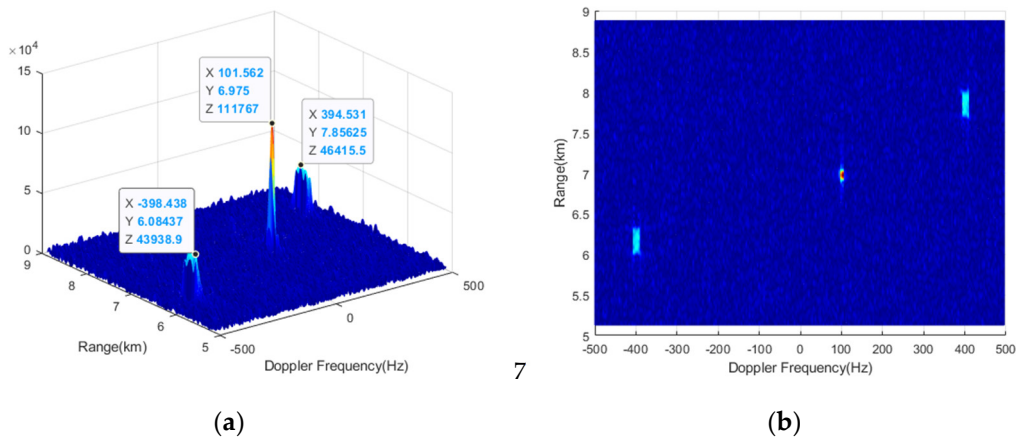 ×10⁴
15
10
5
0
X 101.562
Y 6.975
Z 111767
X 394.531
Y 7.85625
Z 46415.5
X -398.438
Y 6.08437
Z 43938.9
9
8
7
6
5
Range(km)
-500
0
500
Doppler Frequency(Hz)
7
(a)
9
8.5
8
7.5
7
6.5
6
5.5
5
Range(km)
-500 -400 -300 -200 -100 0 100 200 300 400 500
Doppler Frequency(Hz)
(b)